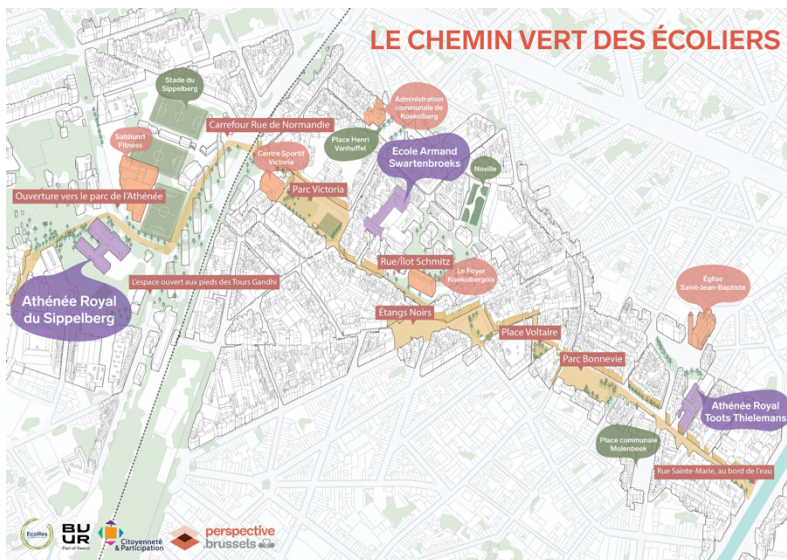 LE CHEMIN VERT DES ÉCOLIERS
Stade du
Sippelberg
Satdium1
Fitness
Carrefour Rue de Normandie
Administration
communale de
Koekelberg
Place Henri
Vanhuffel
Centre Sportif
Victoria
Ecole Armand
Swartenbroeks
Noville
Parc Victoria
Ouverture vers le parc de l'Athénée
Athénée Royal
du Sippelberg
L'espace ouvert aux pieds des Tours Gandhi
Rue/Ilot Schmitz
Le Foyer
Koekelbergois
Église
Saint-Jean-Baptiste
Étangs Noirs
Place Voltaire
Parc Bonnevie
Athénée Royal
Toots Thielemans
Place communale
Molenbeek
Rue Sainte-Marie, au bord de l'eau
EcoRes
BU
UR
Part of Sweco
Citoyenneté
& Participation
perspective
.brussels